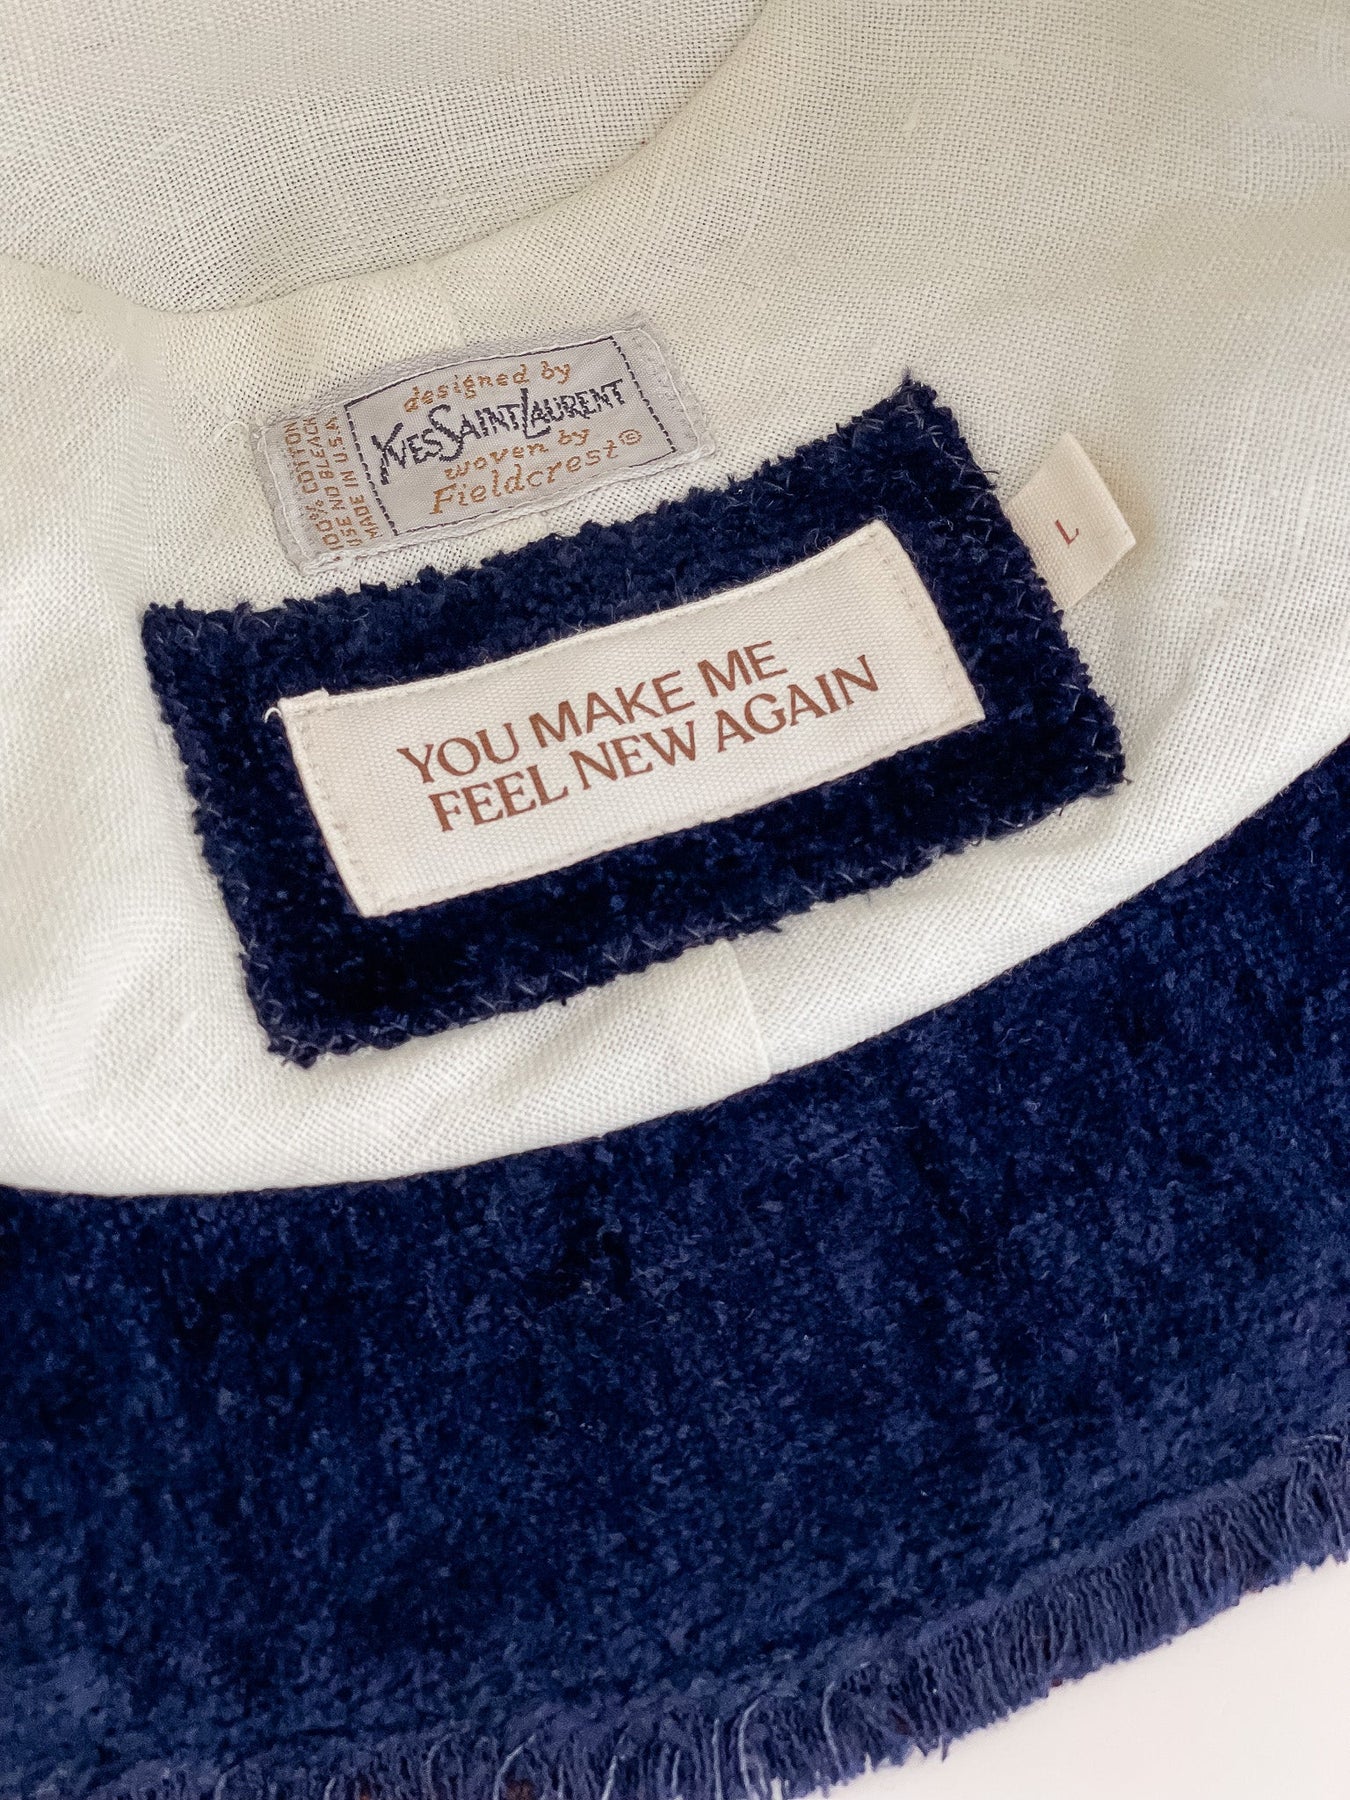 designed by
YVESSAINTLAURENT
woven by
Fieldcrest©
100% COTTON
USE NO BLEACH
MADE IN U.S.A.
L
YOU MAKE ME
FEEL NEW AGAIN